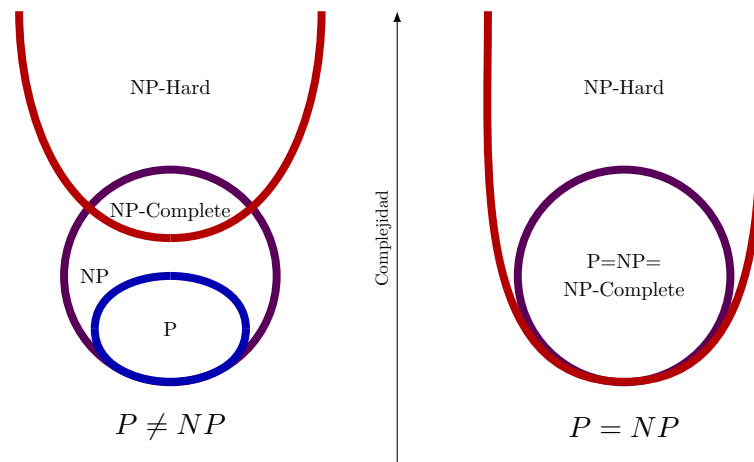 NP-Hard
NP-Complete
NP
P
P ≠ NP
Complejidad
NP-Hard
P=NP=
NP-Complete
P = NP